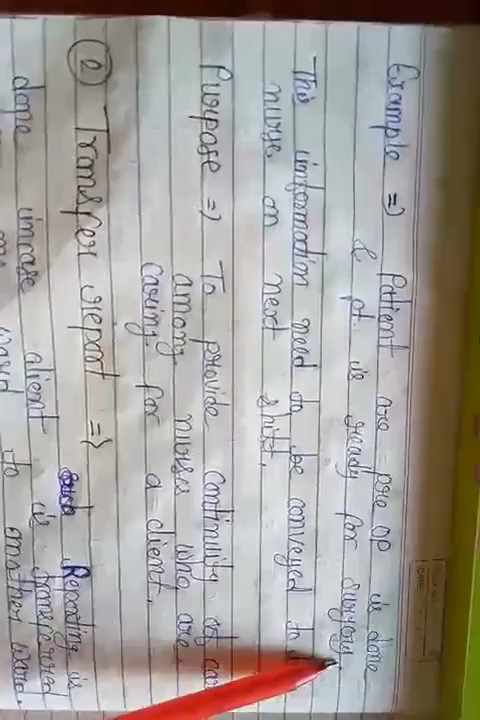 Example => Patient are pre op is done
& pt. is ready for surgery
This information need to be conveyed to
nurse on next shift.
Purpose => To provide continuity of
among nurses who are
caring for a client.
(2) Transfer report => Reporting is
done incase client is transferred
ward to another ward.